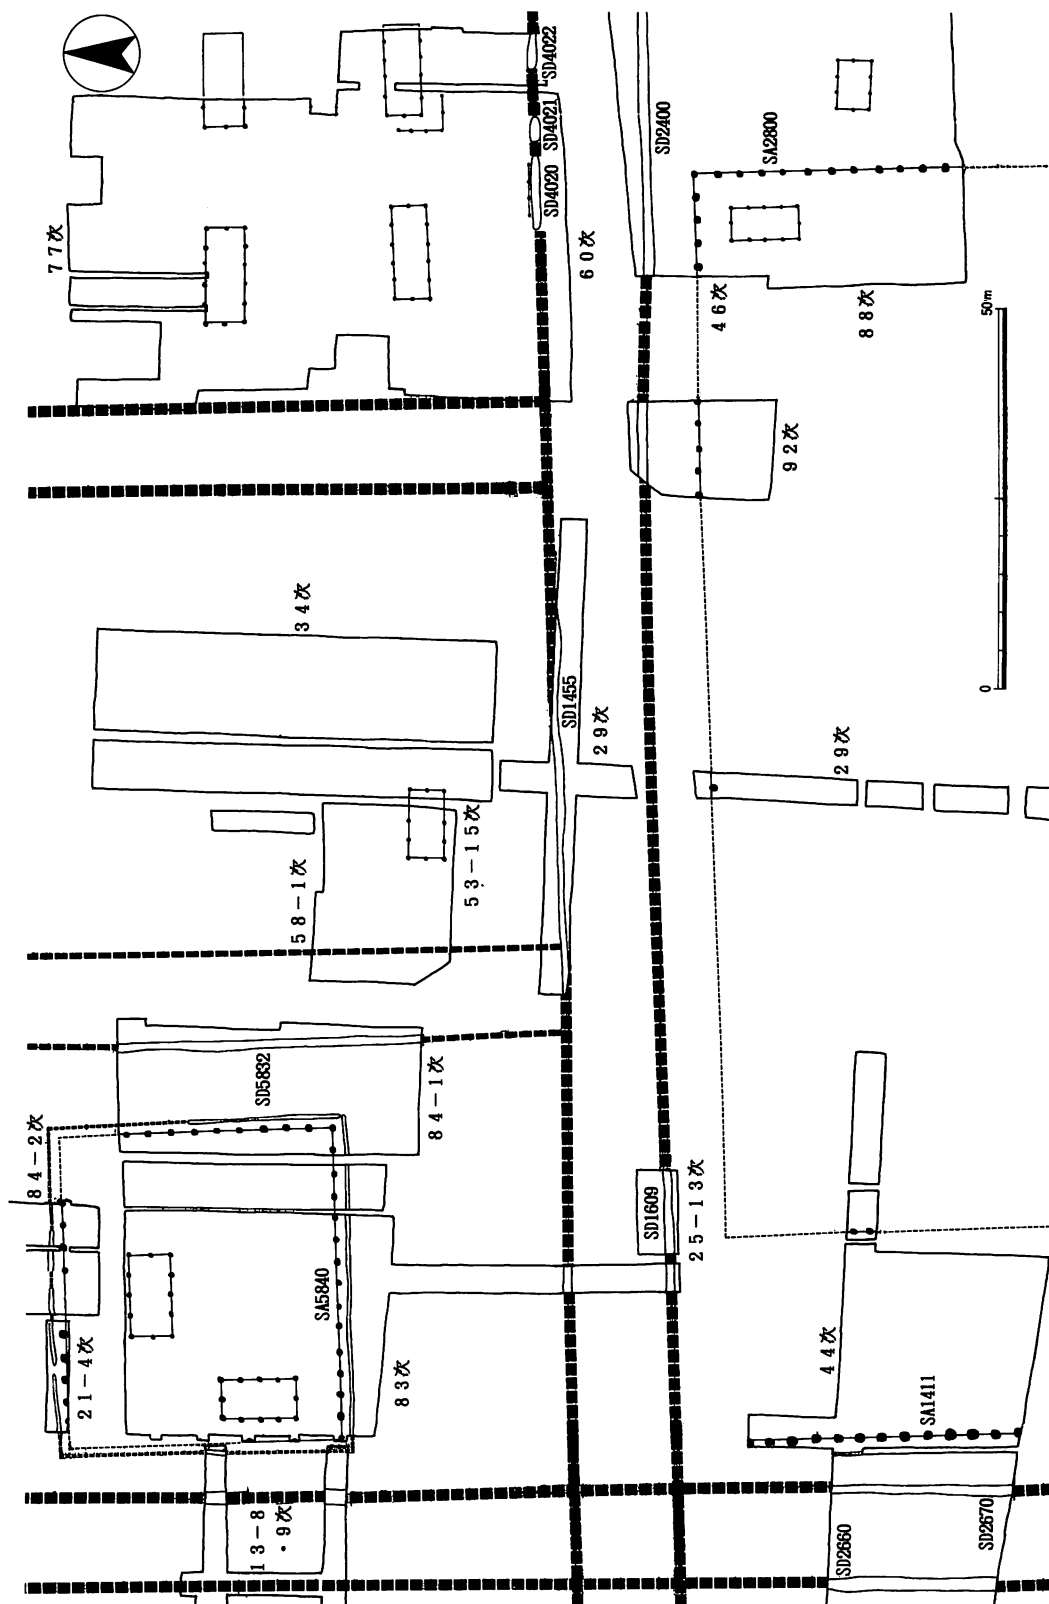 SD4022
SD4021
SD4020
77次
60次
SD2400
SA2800
46次
88次
50m
0
92次
34次
SD1455
29次
29次
53-15次
58-1次
SD5832
84-1次
84-2次
SD1609
25-13次
SA5840
21-4次
83次
44次
SA1411
13-8
・9次
SD2660
SD2670